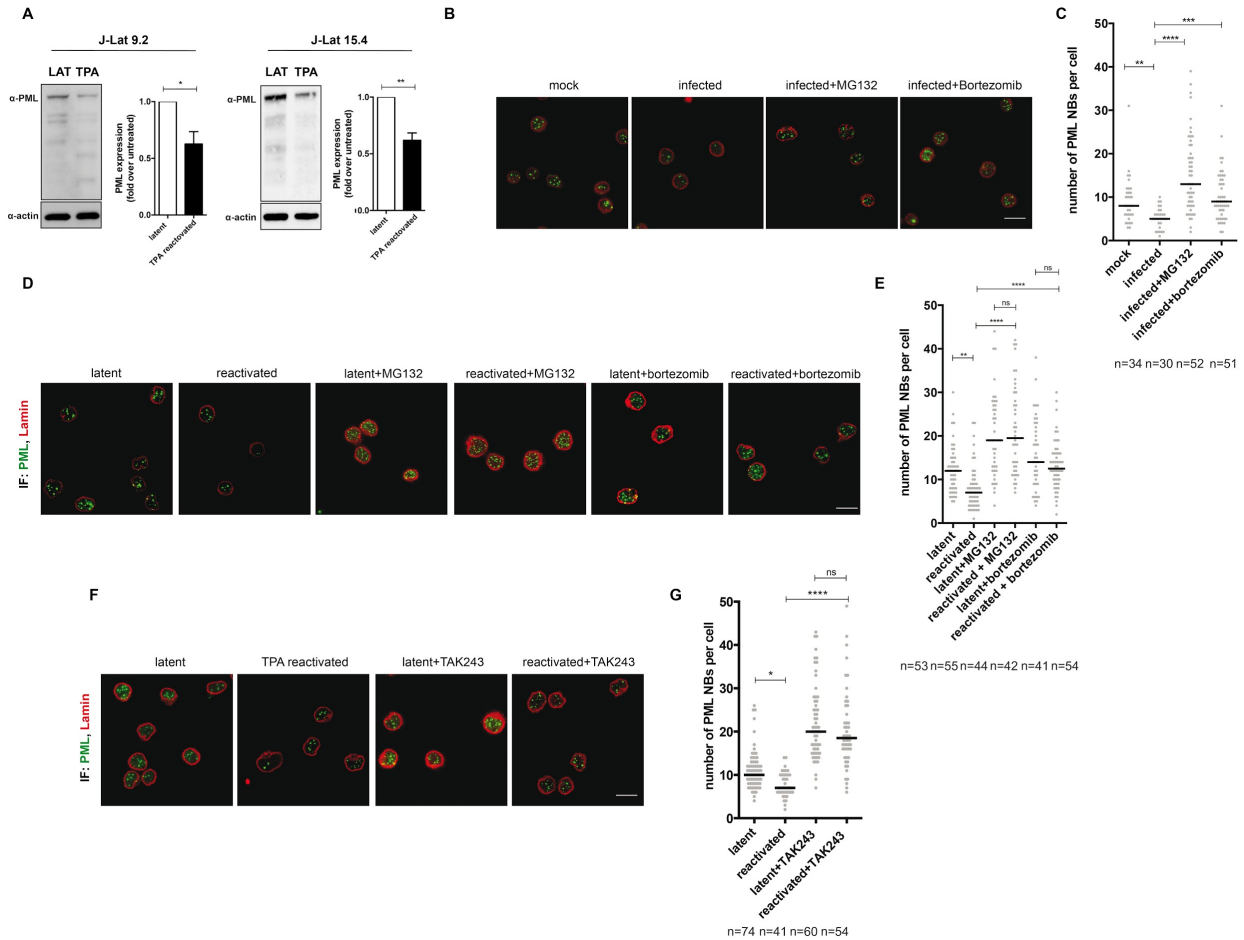 A
J-Lat 9.2
LAT TPA
α-PML
α-actin
PML expression
(fold over untreated)
1.0
0.5
0.0
*
latent
TPA reactovated
J-Lat 15.4
LAT TPA
α-PML
α-actin
PML expression
(fold over untreated)
1.0
0.5
0.0
**
latent
TPA reactivated
B
mock
infected
infected+MG132
infected+Bortezomib
C
number of PML NBs per cell
50
40
30
20
10
0
***
****
**
mock
infected
infected+MG132
infected+bortezomib
n=34 n=30 n=52 n=51
D
IF: PML, Lamin
latent
reactivated
latent+MG132
reactivated+MG132
latent+bortezomib
reactivated+bortezomib
E
number of PML NBs per cell
50
40
30
20
10
0
ns
****
ns
****
**
latent
reactivated
latent+MG132
reactivated + MG132
latent+bortezomib
reactivated + bortezomib
n=53 n=55 n=44 n=42 n=41 n=54
F
IF: PML, Lamin
latent
TPA reactivated
latent+TAK243
reactivated+TAK243
G
number of PML NBs per cell
50
40
30
20
10
0
ns
****
*
latent
reactivated
latent+TAK243
reactivated+TAK243
n=74 n=41 n=60 n=54